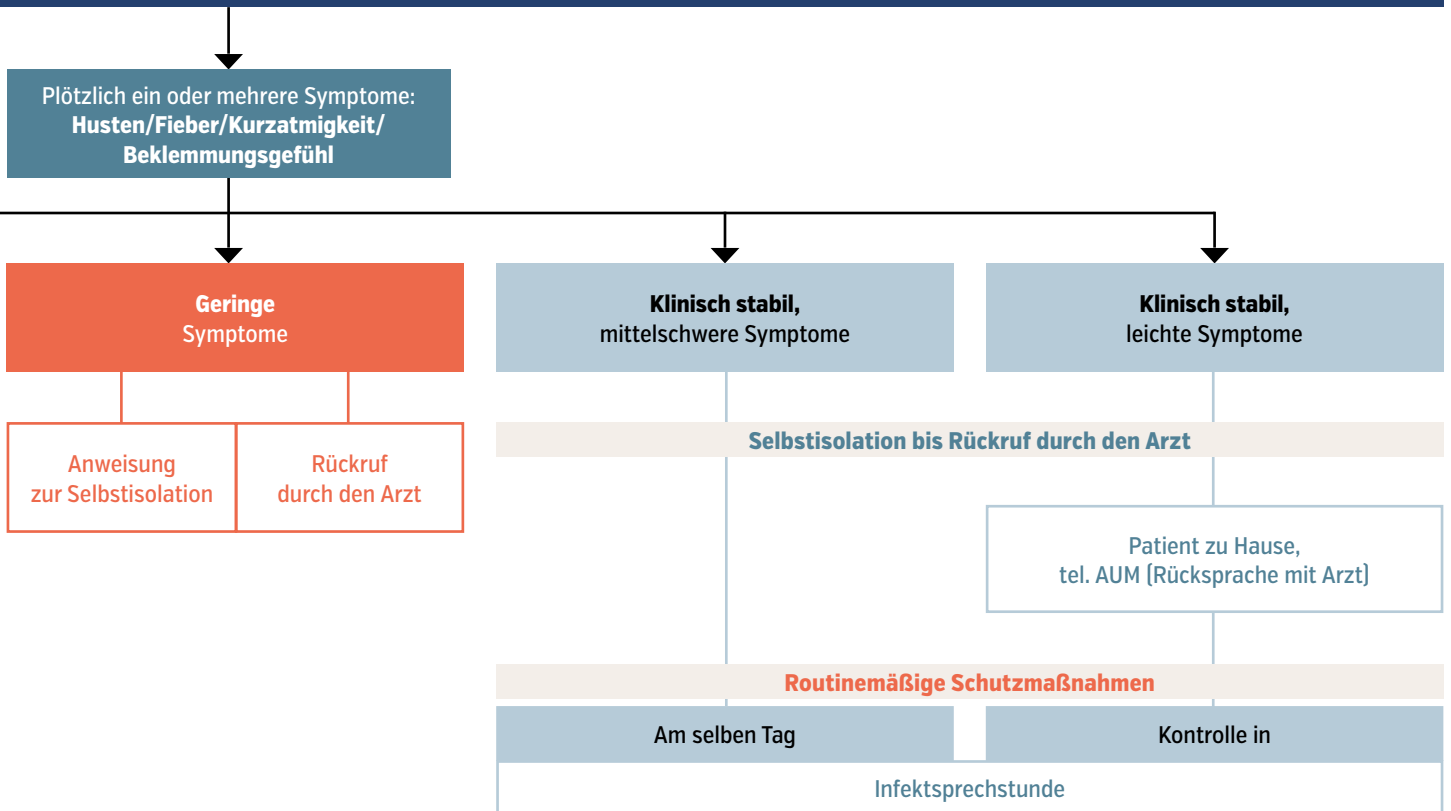 Plötzlich ein oder mehrere Symptome:
Husten/Fieber/Kurzatmigkeit/
Beklemmungsgefühl
Geringe
Symptome
Klinisch stabil,
mittelschwere Symptome
Klinisch stabil,
leichte Symptome
Anweisung
zur Selbstisolation
Rückruf
durch den Arzt
Selbstisolation bis Rückruf durch den Arzt
Patient zu Hause,
tel. AUM (Rücksprache mit Arzt)
Routinemäßige Schutzmaßnahmen
Am selben Tag
Kontrolle in
Infektsprechstunde